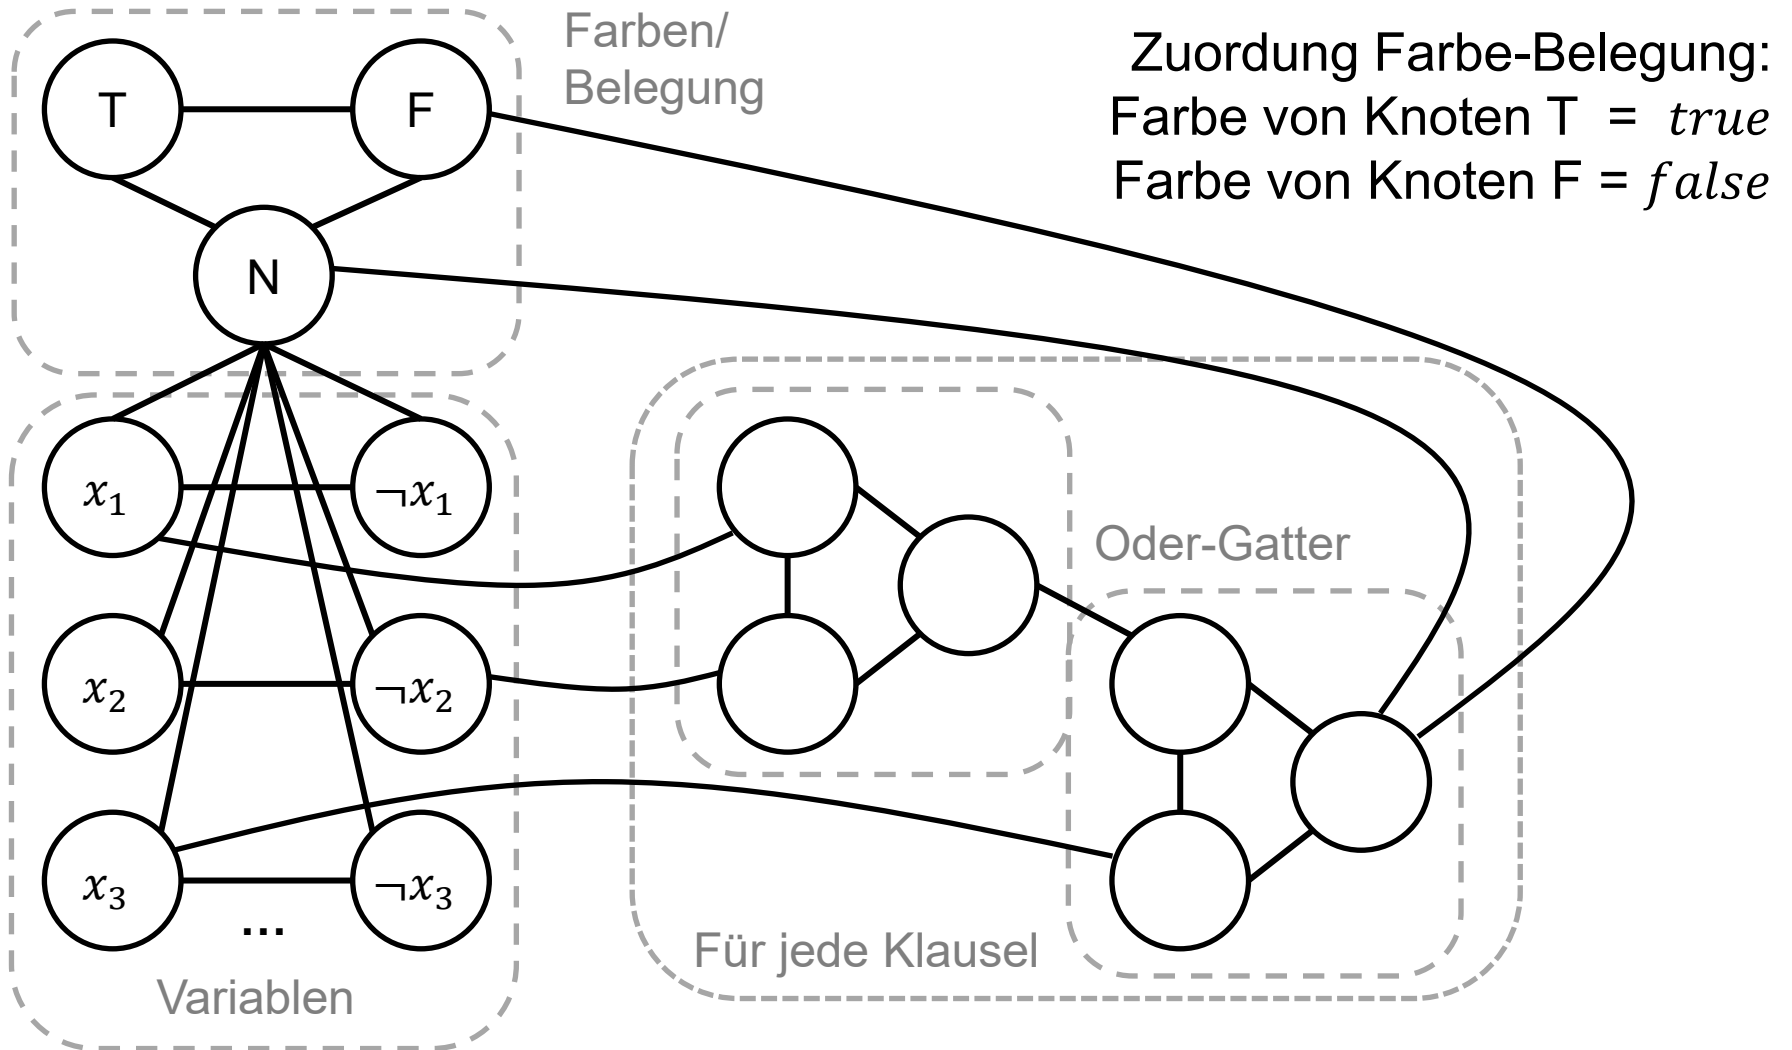 Farben/
Belegung
Zuordung Farbe-Belegung:
Farbe von Knoten T = true
Farbe von Knoten F = false
T
F
N
x₁
¬x₁
x₂
¬x₂
x₃
¬x₃
...
Variablen
Oder-Gatter
Für jede Klausel